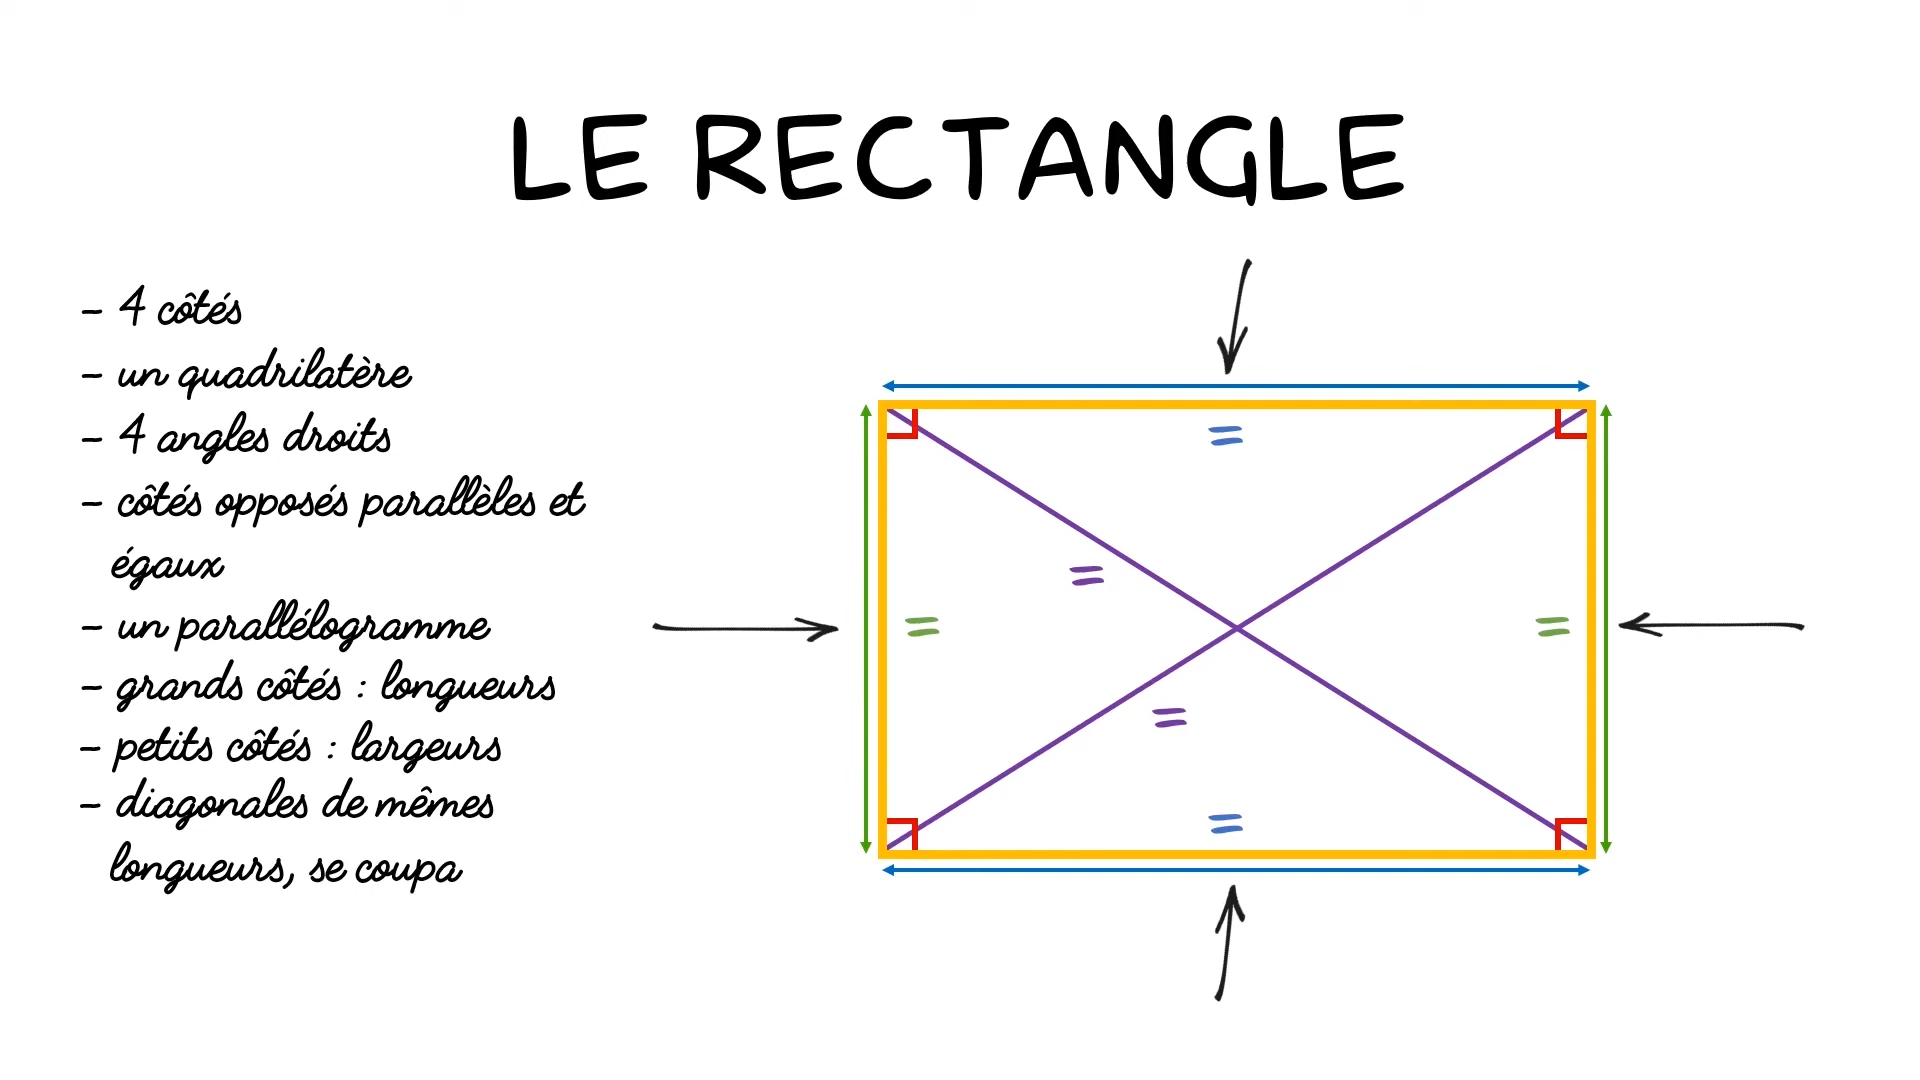 LE RECTANGLE
- 4 côtés
- un quadrilatère
- 4 angles droits
- côtés opposés parallèles et
égaux
- un parallélogramme
- grands côtés : longueurs
- petits côtés : largeurs
- diagonales de mêmes
longueurs, se coupa
=
=
=
=
=
=